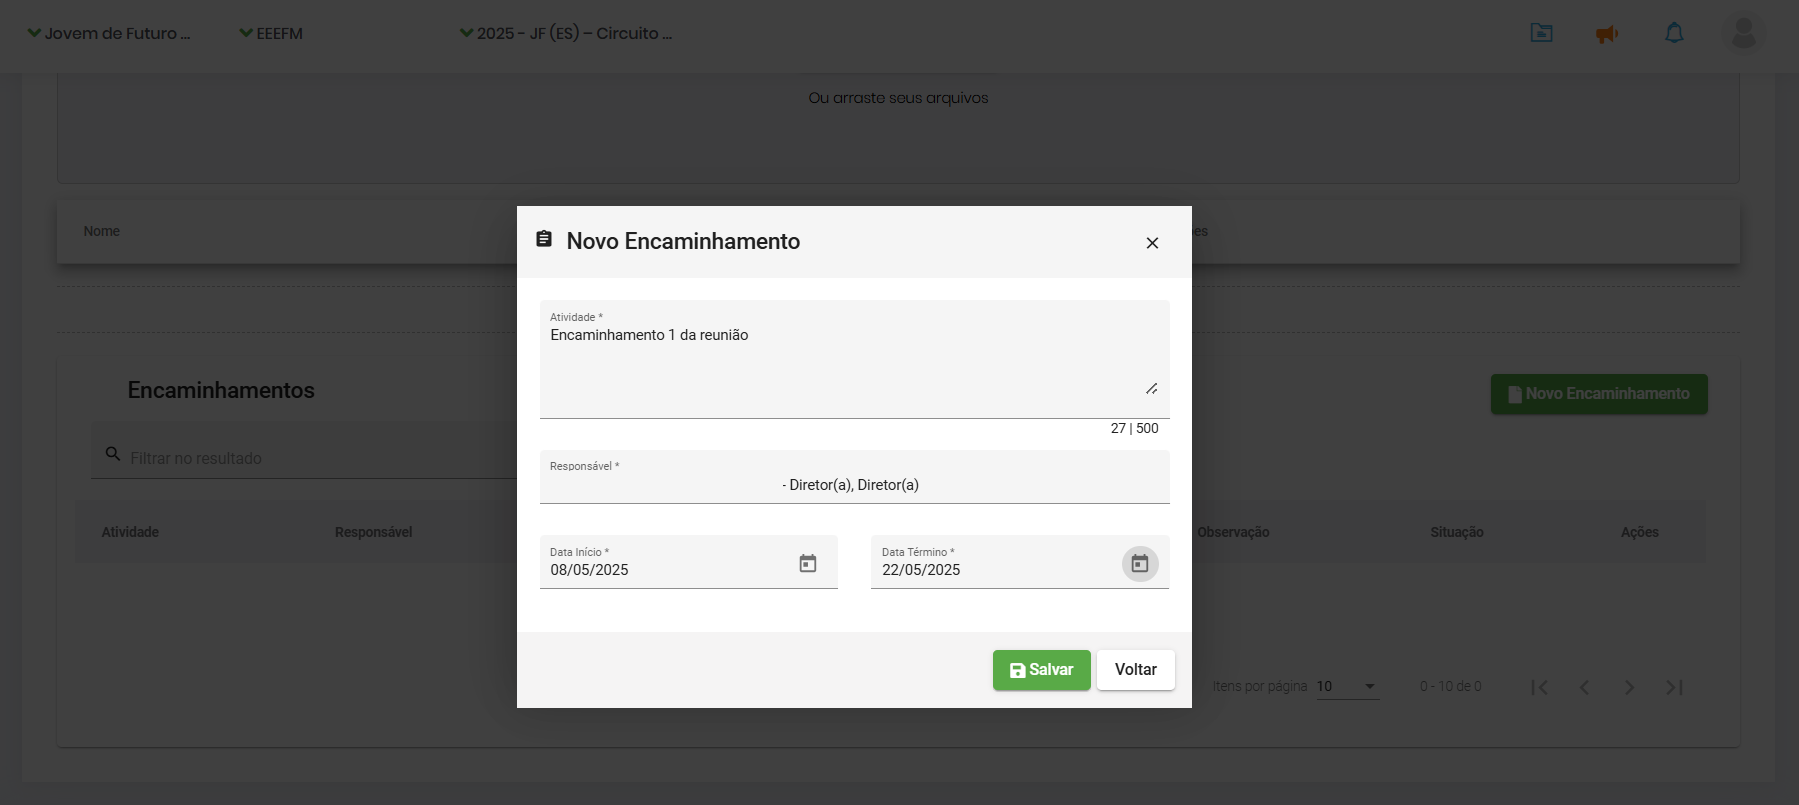 Jovem de Futuro ...
EEEFM
2025 - JF (ES) – Circuito ...
Ou arraste seus arquivos
Nome
Novo Encaminhamento
Atividade *
Encaminhamento 1 da reunião
27 | 500
Responsável *
- Diretor(a), Diretor(a)
Data Início *
08/05/2025
Data Término *
22/05/2025
Salvar
Voltar
Encaminhamentos
Novo Encaminhamento
Filtrar no resultado
Atividade
Responsável
Observação
Situação
Ações
Itens por página
10
0 - 10 de 0